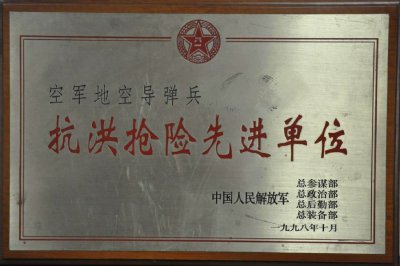 空军地空导弹兵
抗洪抢险先进单位
中国人民解放军
总参谋部
总政治部
总后勤部
总装备部
一九九八年十月